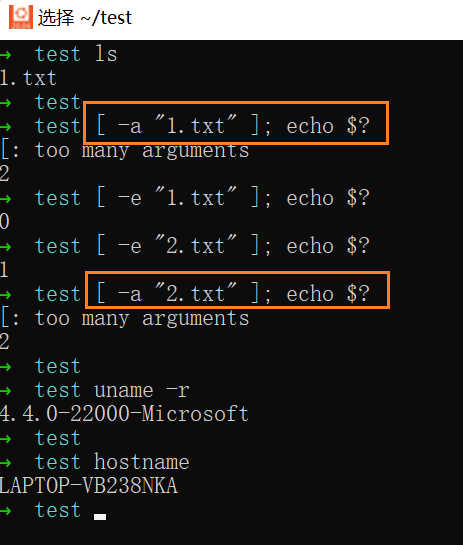 选择 ~/test
→ test ls
1.txt
→ test
→ test [ -a "1.txt" ]; echo $?
[: too many arguments
2
→ test [ -e "1.txt" ]; echo $?
0
→ test [ -e "2.txt" ]; echo $?
1
→ test [ -a "2.txt" ]; echo $?
[: too many arguments
2
→ test
→ test uname -r
4.4.0-22000-Microsoft
→ test
→ test hostname
LAPTOP-VB238NKA
→ test